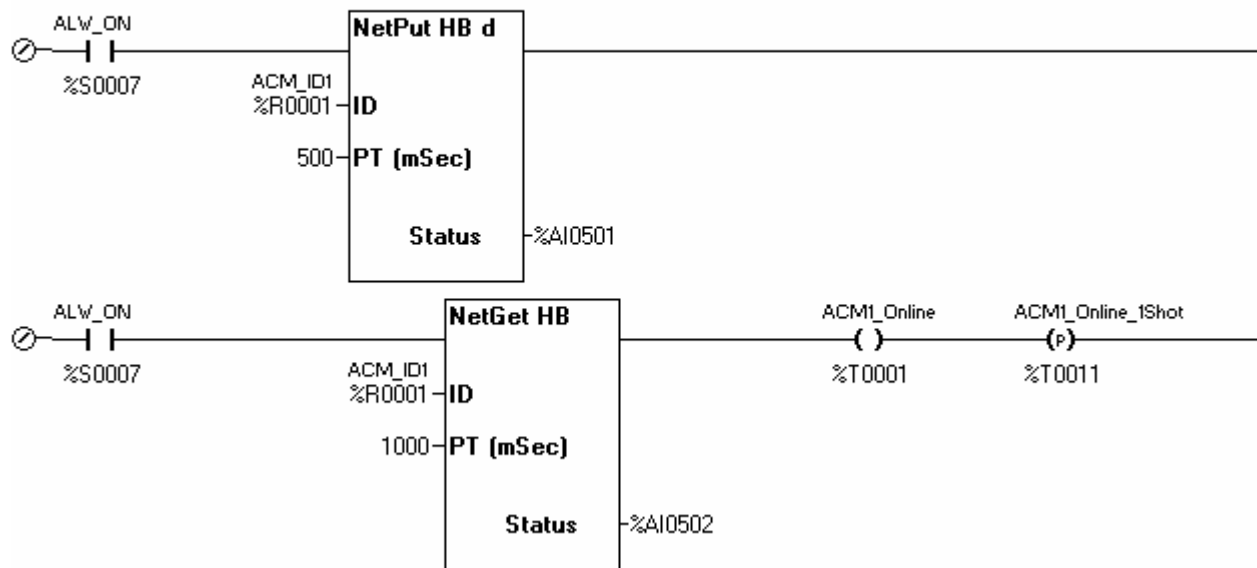 ALW_ON
NetPut HB d
%S0007
ACM_ID1
%R0001
ID
500
PT (mSec)
Status
%AI0501
ALW_ON
NetGet HB
ACM1_Online
ACM1_Online_1Shot
(P)
%S0007
%T0001
%T0011
ACM_ID1
%R0001
ID
1000
PT (mSec)
Status
%AI0502